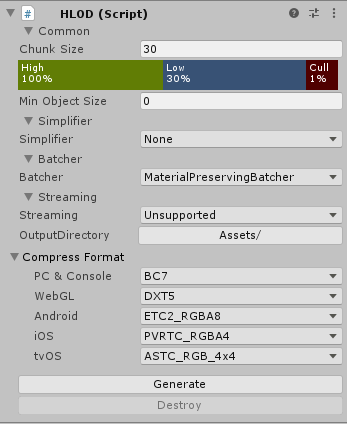 HLOD (Script)
Common
Chunk Size 30
High Low Cull
100% 30% 1%
Min Object Size 0
Simplifier
Simplifier None
Batcher
Batcher MaterialPreservingBatcher
Streaming
Streaming Unsupported
OutputDirectory Assets/
Compress Format
PC & Console BC7
WebGL DXT5
Android ETC2_RGBA8
iOS PVRTC_RGBA4
tvOS ASTC_RGB_4x4
Generate
Destroy